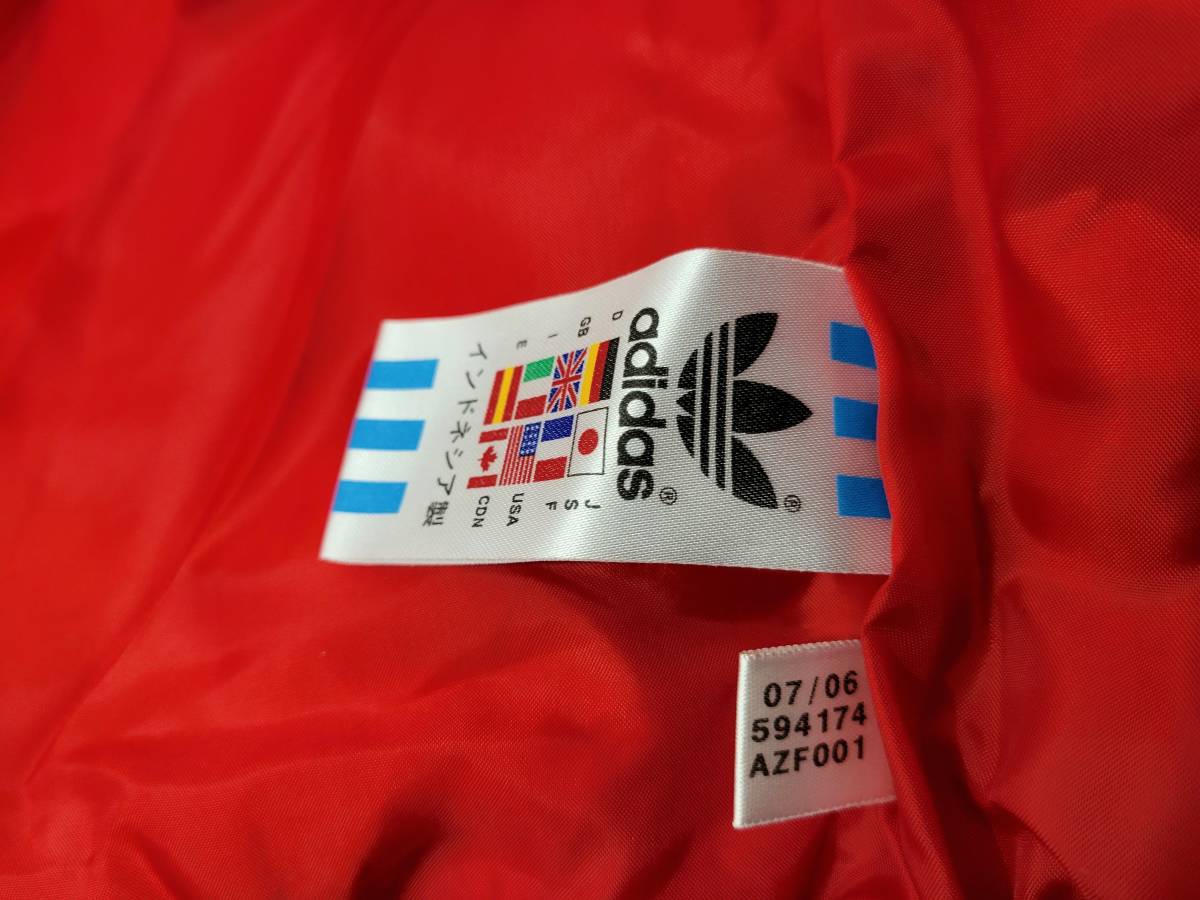 ®
adidas®
D J
GB S
I F
E USA
CDN
インドネシア製
07/06
594174
AZF001